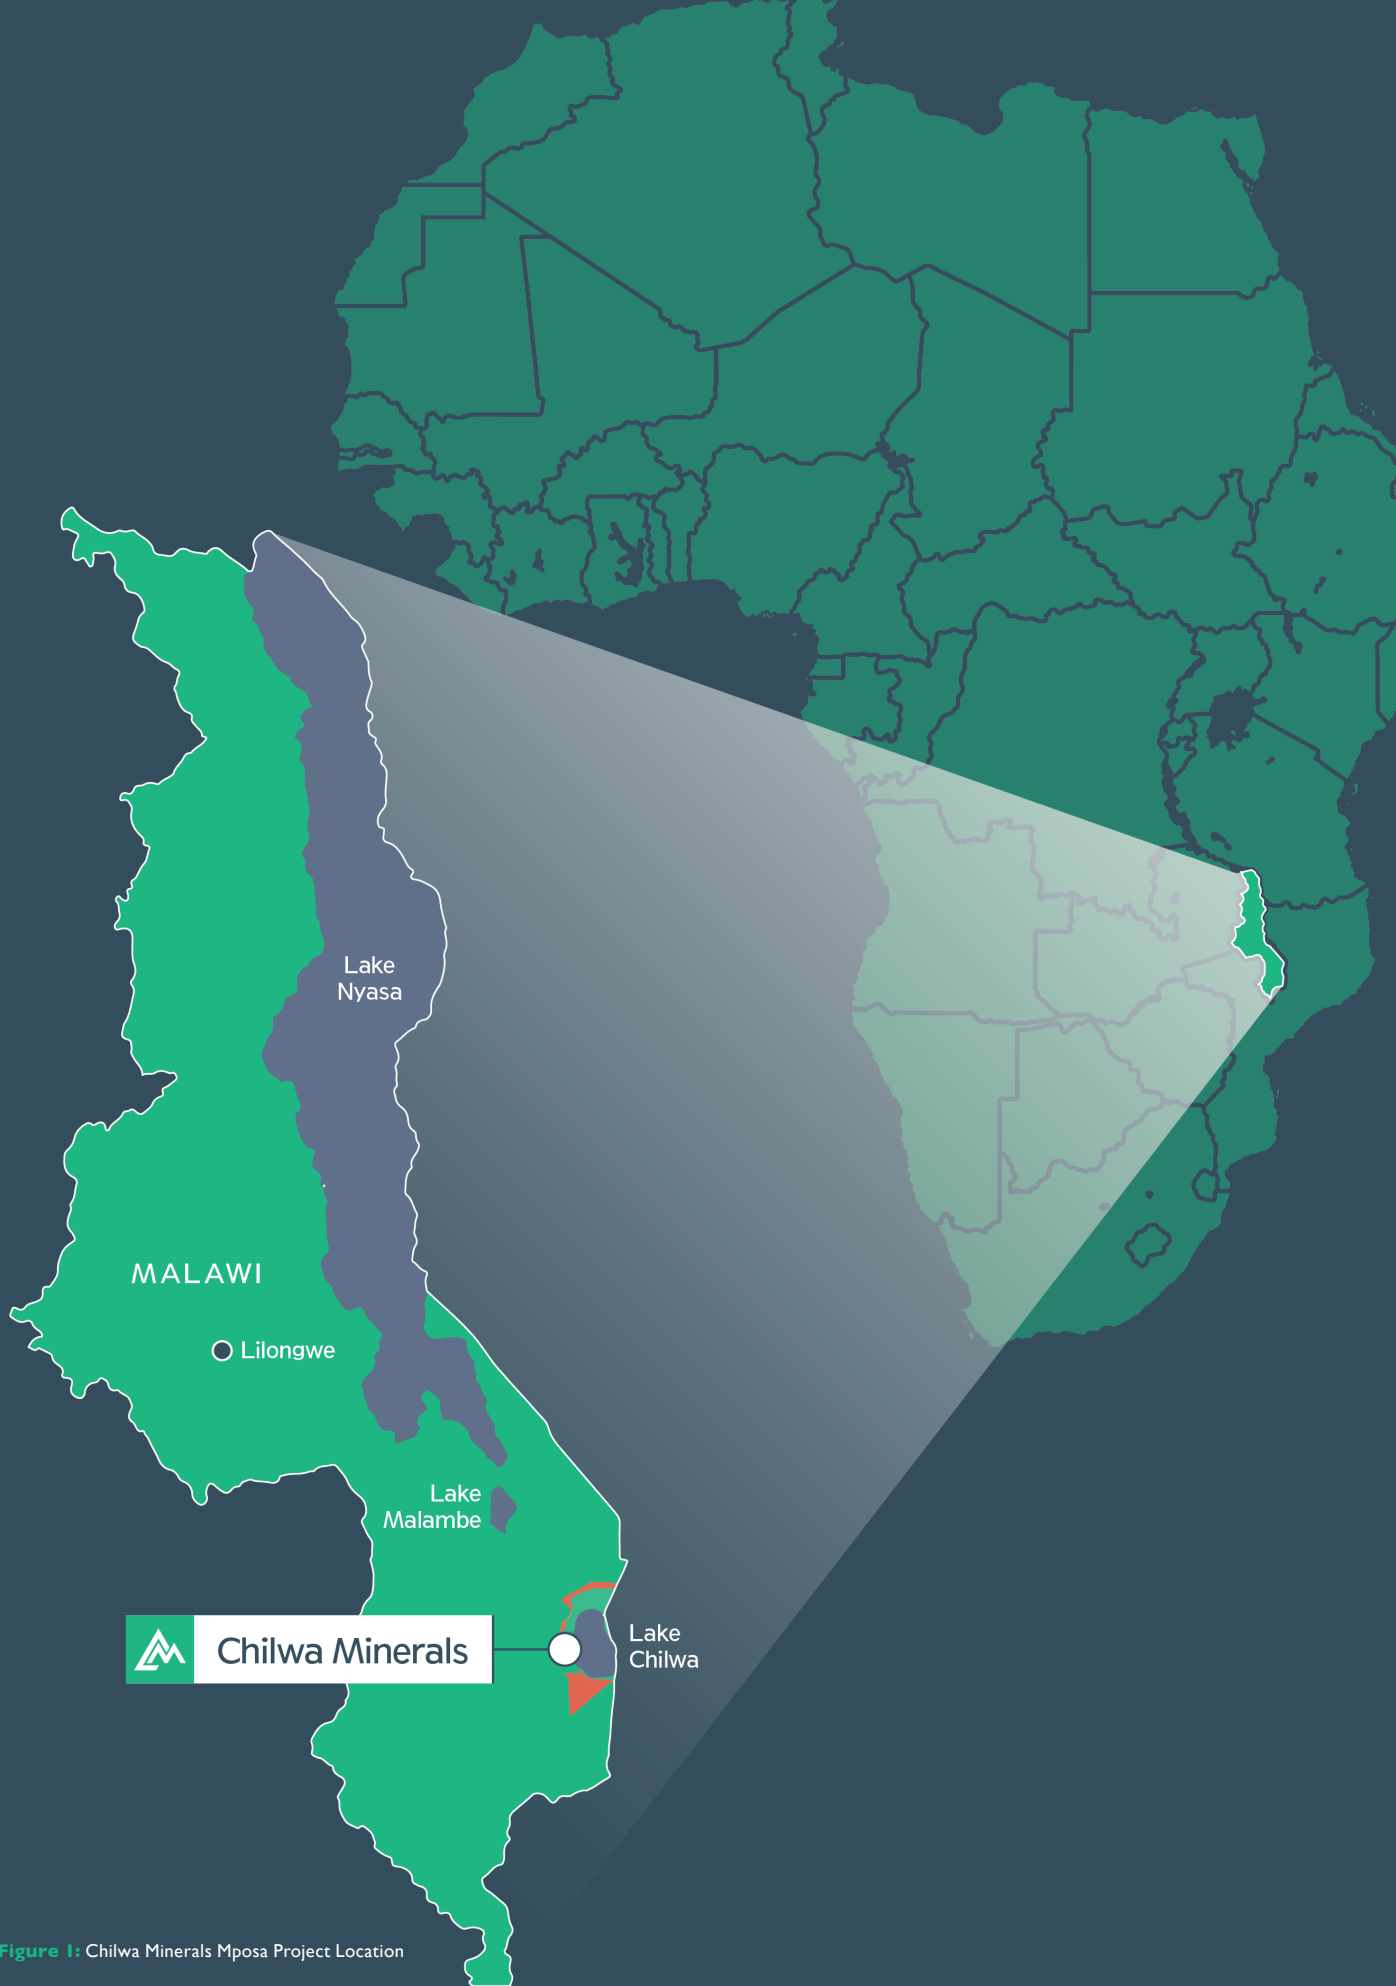 Lake
Nyasa
MALAWI
Lilongwe
Lake
Malambe
Chilwa Minerals
Lake
Chilwa
Figure 1: Chilwa Minerals Mposa Project Location